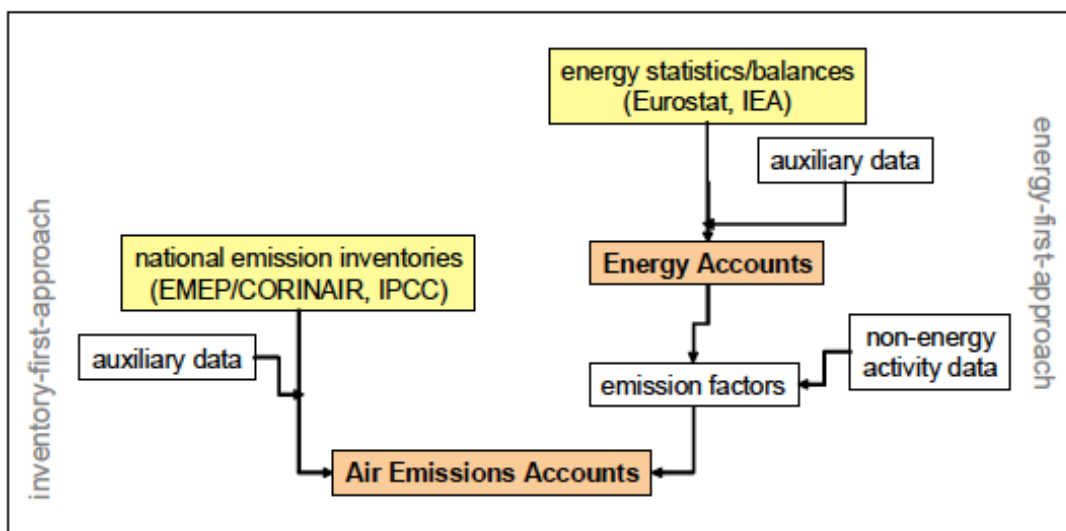 energy statistics/balances
(Eurostat, IEA)
auxiliary data
energy-first-approach
national emission inventories
(EMEP/CORINAIR, IPCC)
Energy Accounts
inventory-first-approach
auxiliary data
emission factors
non-energy
activity data
Air Emissions Accounts